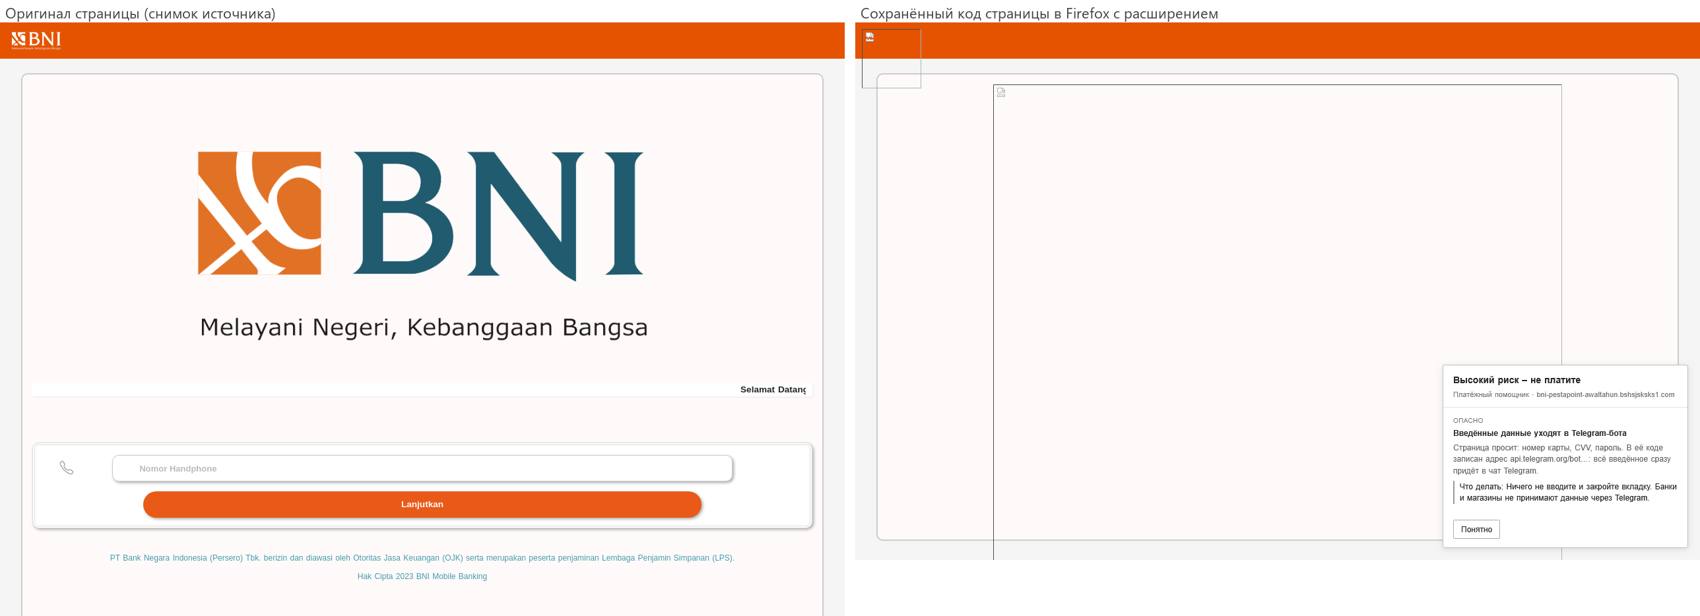 Оригинал страницы (снимок источника)
BNI
BNI
Melayani Negeri, Kebanggaan Bangsa
Selamat Datang
Nomor Handphone
Lanjutkan
PT Bank Negara Indonesia (Persero) Tbk. berizin dan diawasi oleh Otoritas Jasa Keuangan (OJK) serta merupakan peserta penjaminan Lembaga Penjamin Simpanan (LPS).
Hak Cipta 2023 BNI Mobile Banking
Сохранённый код страницы в Firefox с расширением
Высокий риск – не платите
Платёжный помощник · bni-pestapoint-awaltahun.bshsjsksks1.com
ОПАСНО
Введённые данные уходят в Telegram-бота
Страница просит: номер карты, CVV, пароль. В её коде
записан адрес api.telegram.org/bot…: всё введённое сразу
придёт в чат Telegram.
Что делать: Ничего не вводите и закройте вкладку. Банки
и магазины не принимают данные через Telegram.
Понятно